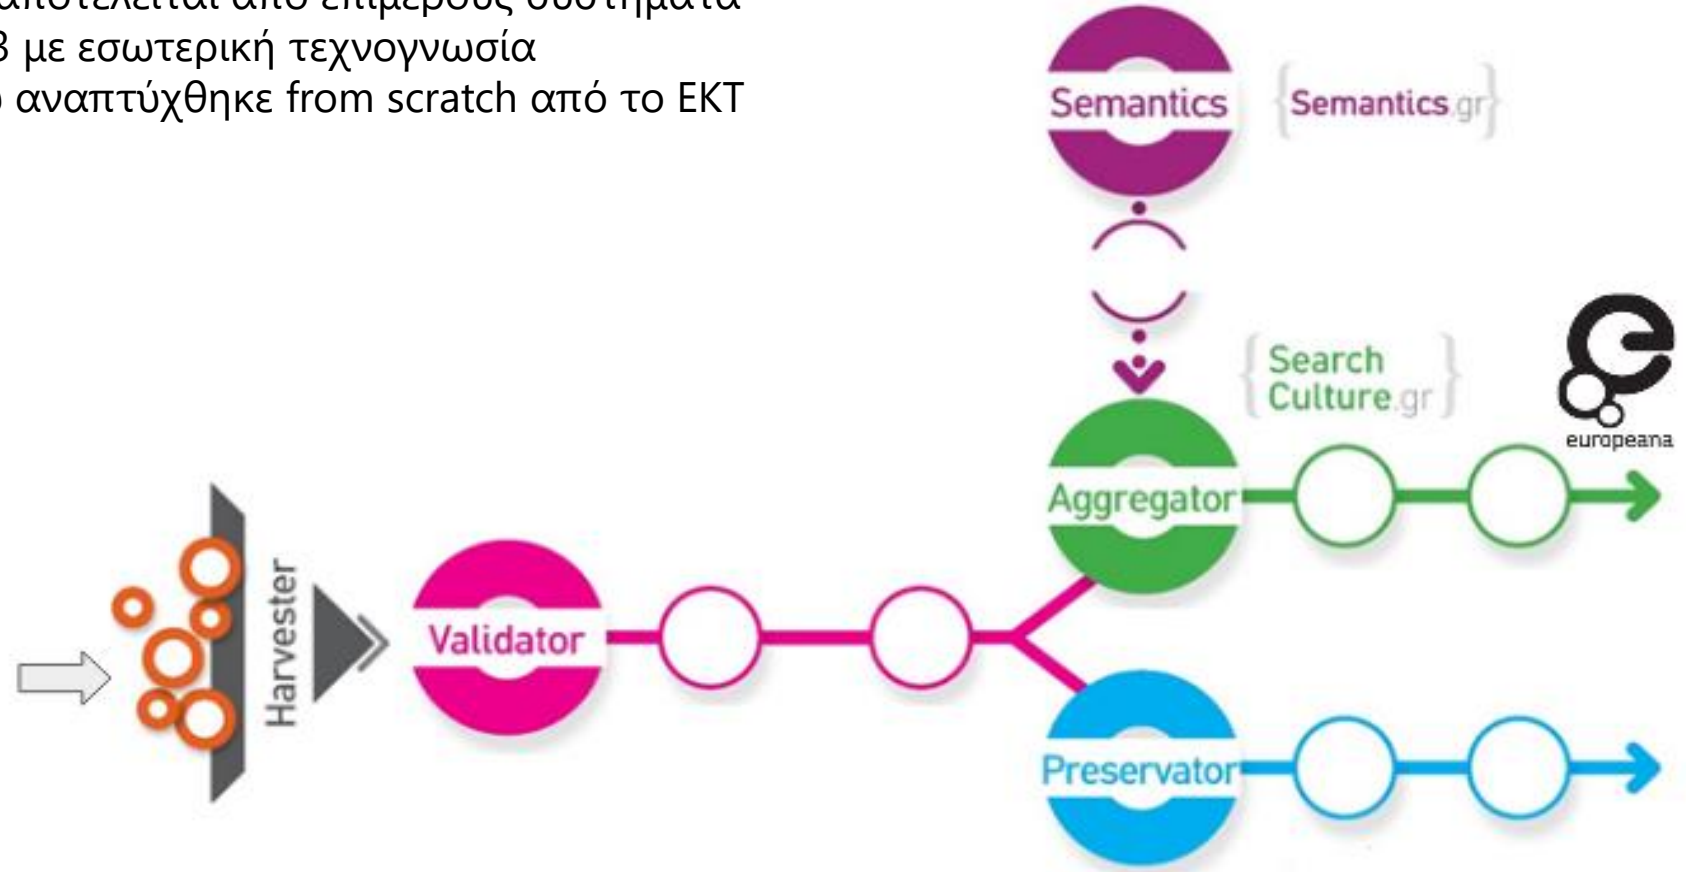 αποτελείται από επιμέρους συστήματα
3 με εσωτερική τεχνογνωσία
αναπτύχθηκε from scratch από το ΕΚΤ
Semantics
{Semantics.gr}
{Search
Culture.gr}
europeana
Aggregator
Harvester
Validator
Preservator